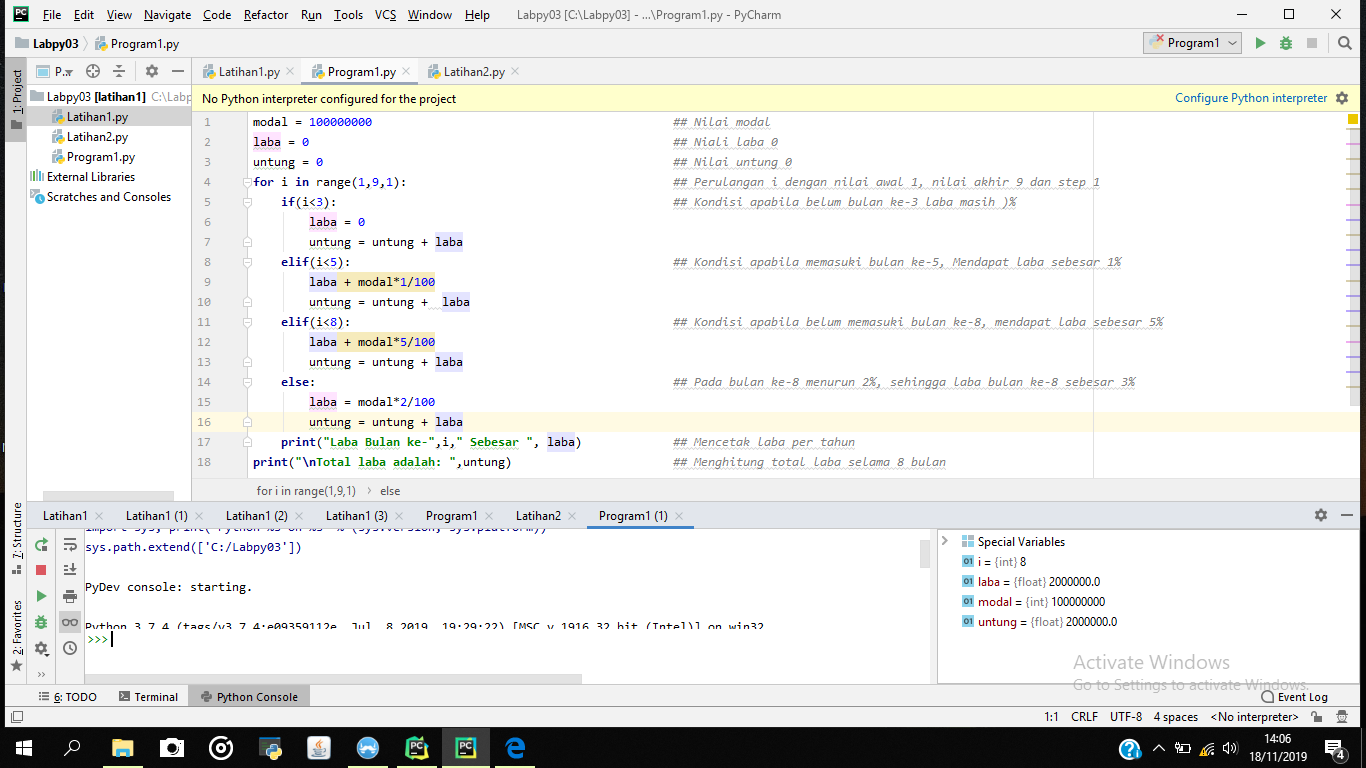 File Edit View Navigate Code Refactor Run Tools VCS Window Help Labpy03 [C:\Labpy03] - ...\Program1.py - PyCharm
Labpy03 Program1.py Program1
1: Project P.. Latihan1.py Program1.py Latihan2.py
Labpy03 [latihan1] C:\Labp
No Python interpreter configured for the project Configure Python interpreter
Latihan1.py
Latihan2.py
Program1.py
External Libraries
Scratches and Consoles
1 modal = 100000000 ## Nilai modal
2 laba = 0 ## Niali laba 0
3 untung = 0 ## Nilai untung 0
4 for i in range(1,9,1): ## Perulangan i dengan nilai awal 1, nilai akhir 9 dan step 1
5 if(i<3): ## Kondisi apabila belum bulan ke-3 laba masih )%
6 laba = 0
7 untung = untung + laba
8 elif(i<5): ## Kondisi apabila memasuki bulan ke-5, Mendapat laba sebesar 1%
9 laba + modal*1/100
10 untung = untung +  laba
11 elif(i<8): ## Kondisi apabila belum memasuki bulan ke-8, mendapat laba sebesar 5%
12 laba + modal*5/100
13 untung = untung + laba
14 else: ## Pada bulan ke-8 menurun 2%, sehingga laba bulan ke-8 sebesar 3%
15 laba = modal*2/100
16 untung = untung + laba
17 print("Laba Bulan ke-",i," Sebesar ", laba) ## Mencetak laba per tahun
18 print("\nTotal laba adalah: ",untung) ## Menghitung total laba selama 8 bulan
for i in range(1,9,1) › else
7: Structure
2: Favorites
Latihan1 Latihan1 (1) Latihan1 (2) Latihan1 (3) Program1 Latihan2 Program1 (1)
import sys; print('Python %s on %s' % (sys.version, sys.platform))
sys.path.extend(['C:/Labpy03'])
PyDev console: starting.
Python 3.7.4 (tags/v3.7.4:e09359112e, Jul  8 2019, 19:29:22) [MSC v.1916 32 bit (Intel)] on win32
>>>
Special Variables
i = {int} 8
laba = {float} 2000000.0
modal = {int} 100000000
untung = {float} 2000000.0
Activate Windows
Go to Settings to activate Windows.
6: TODO Terminal Python Console Event Log
1:1 CRLF UTF-8 4 spaces <No interpreter>
14:06
18/11/2019
4